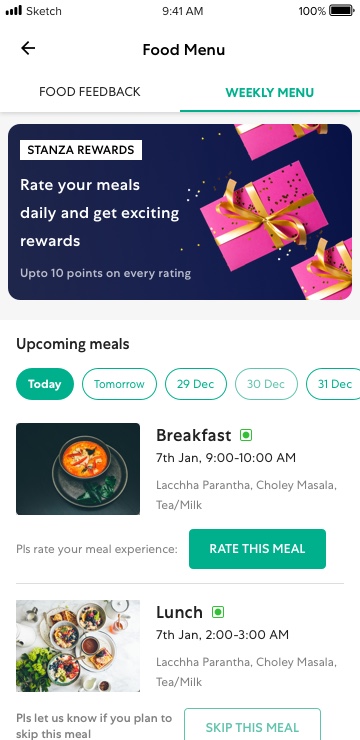 Sketch
9:41 AM
100%
Food Menu
FOOD FEEDBACK
WEEKLY MENU
STANZA REWARDS
Rate your meals
daily and get exciting
rewards
Upto 10 points on every rating
Upcoming meals
Today
Tomorrow
29 Dec
30 Dec
31 Dec
Breakfast
7th Jan, 9:00-10:00 AM
Lacchha Parantha, Choley Masala,
Tea/Milk
Pls rate your meal experience:
RATE THIS MEAL
Lunch
7th Jan, 2:00-3:00 AM
Lacchha Parantha, Choley Masala,
Tea/Milk
Pls let us know if you plan to
skip this meal
SKIP THIS MEAL